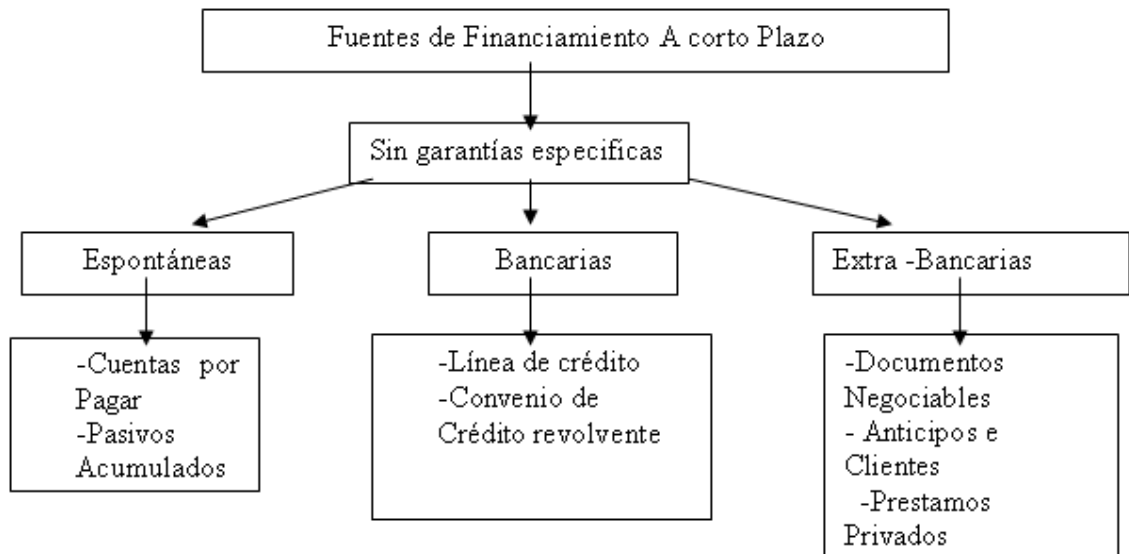 Fuentes de Financiamiento A corto Plazo
Sin garantías especificas
Espontáneas
Bancarias
Extra -Bancarias
-Cuentas por
Pagar
-Pasivos
Acumulados
-Línea de crédito
-Convenio de
Crédito revolvente
-Documentos
Negociables
- Anticipos e
Clientes
-Prestamos
Privados